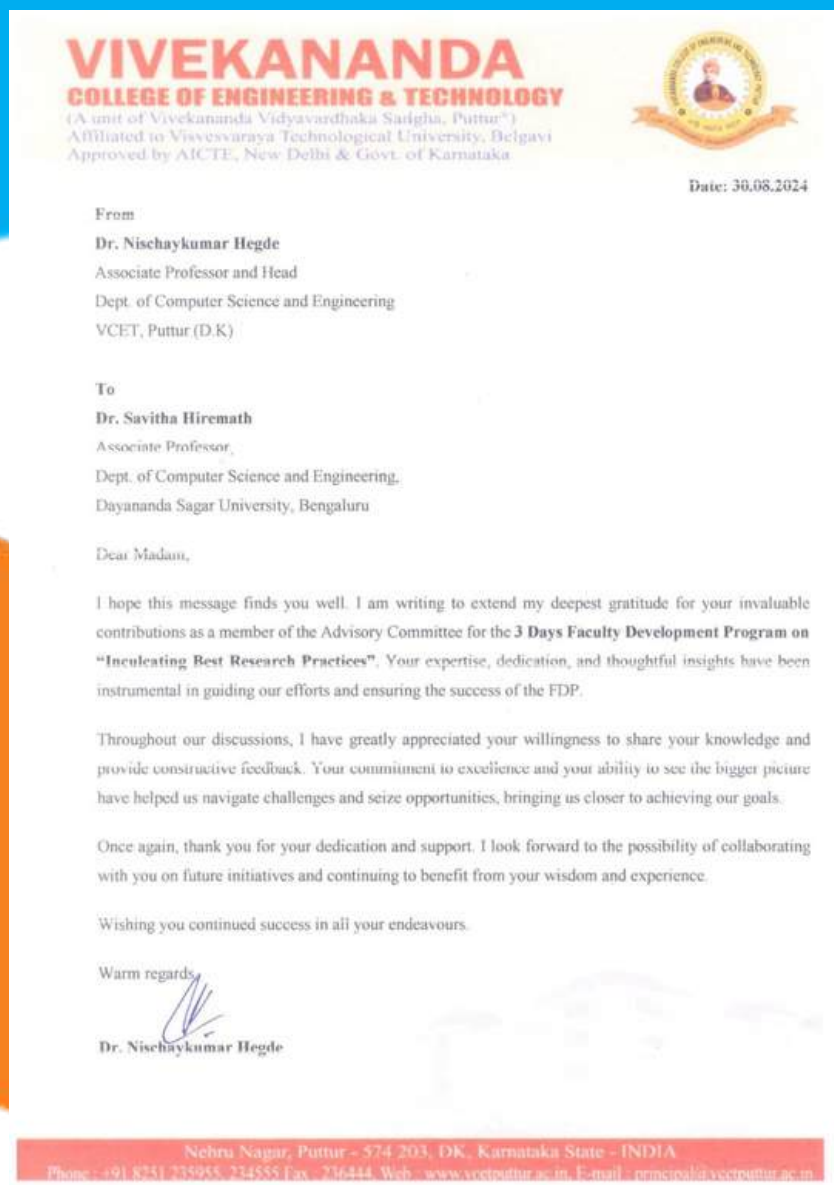 VIVEKANANDA
COLLEGE OF ENGINEERING & TECHNOLOGY
(A unit of Vivekananda Vidyavardhaka Sangha, Puttur®)
Affiliated to Visvesvaraya Technological University, Belgavi
Approved by AICTE, New Delhi & Govt. of Karnataka
Date: 30.08.2024
From
Dr. Nischaykumar Hegde
Associate Professor and Head
Dept. of Computer Science and Engineering
VCET, Puttur (D.K)
To
Dr. Savitha Hiremath
Associate Professor,
Dept. of Computer Science and Engineering,
Dayananda Sagar University, Bengaluru
Dear Madam,
I hope this message finds you well. I am writing to extend my deepest gratitude for your invaluable
contributions as a member of the Advisory Committee for the 3 Days Faculty Development Program on
“Inculcating Best Research Practices”. Your expertise, dedication, and thoughtful insights have been
instrumental in guiding our efforts and ensuring the success of the FDP.
Throughout our discussions, I have greatly appreciated your willingness to share your knowledge and
provide constructive feedback. Your commitment to excellence and your ability to see the bigger picture
have helped us navigate challenges and seize opportunities, bringing us closer to achieving our goals.
Once again, thank you for your dedication and support. I look forward to the possibility of collaborating
with you on future initiatives and continuing to benefit from your wisdom and experience.
Wishing you continued success in all your endeavours.
Warm regards,
Dr. Nischaykumar Hegde
Nehru Nagar, Puttur - 574 203, DK, Karnataka State - INDIA
Phone : +91 8251 235955, 234555 Fax : 236444, Web : www.vcetputtur.ac.in, E-mail : principal@vcetputtur.ac.in